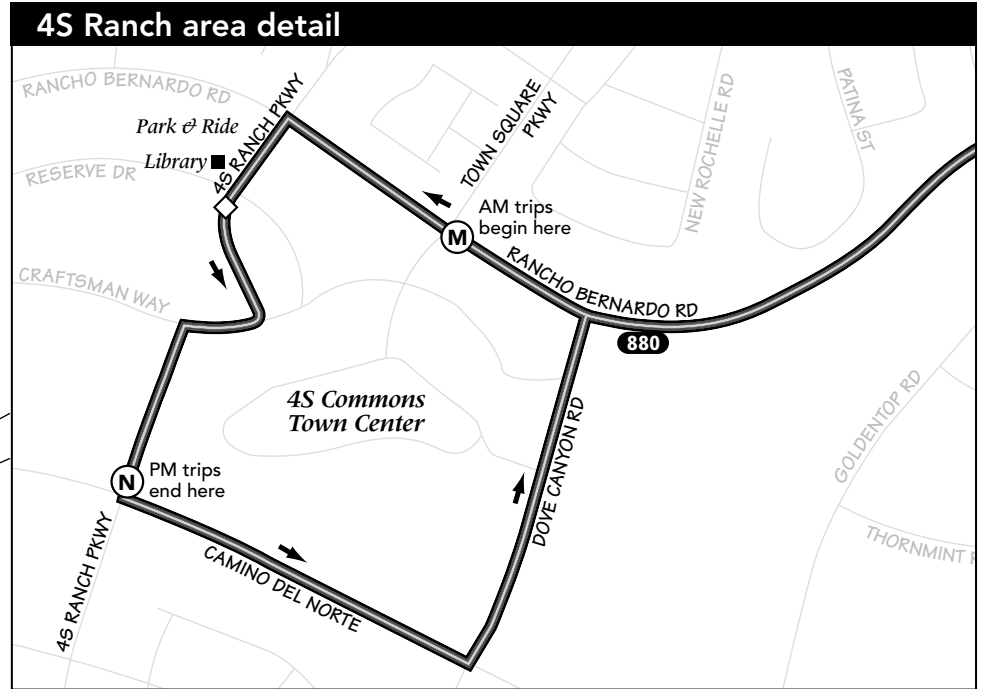 4S Ranch area detail
RANCHO BERNARDO RD
Park & Ride
Library
4S RANCH PKWY
RESERVE DR
TOWN SQUARE
PKWY
NEW ROCHELLE RD
PATINA ST
AM trips
begin here
M
RANCHO BERNARDO RD
880
CRAFTSMAN WAY
4S Commons
Town Center
GOLDENTOP RD
DOVE CANYON RD
N
PM trips
end here
4S RANCH PKWY
CAMINO DEL NORTE
THORNMINT R